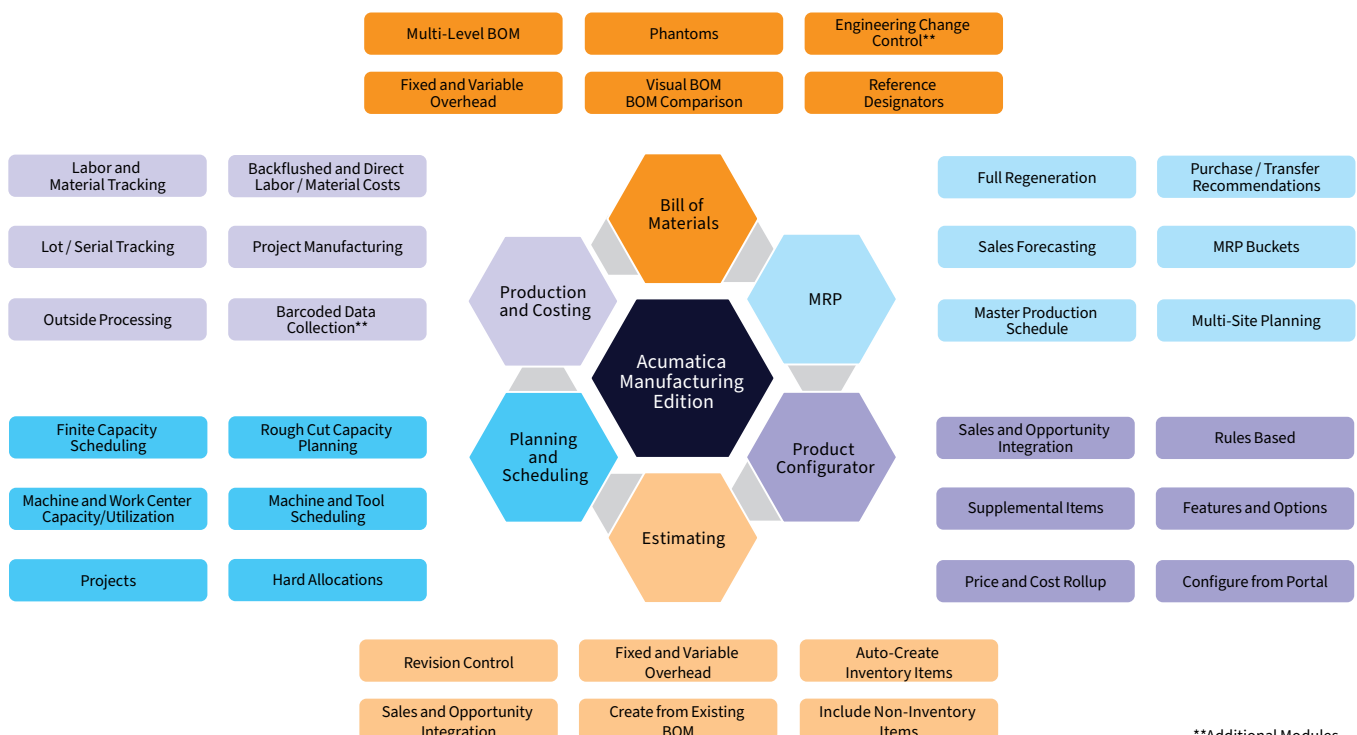 Multi-Level BOM
Phantoms
Engineering Change
Control**
Fixed and Variable
Overhead
Visual BOM
BOM Comparison
Reference
Designators
Labor and
Material Tracking
Backflushed and Direct
Labor / Material Costs
Lot / Serial Tracking
Project Manufacturing
Outside Processing
Barcoded Data
Collection**
Bill of
Materials
Production
and Costing
MRP
Acumatica
Manufacturing
Edition
Planning
and
Scheduling
Product
Configurator
Estimating
Full Regeneration
Purchase / Transfer
Recommendations
Sales Forecasting
MRP Buckets
Master Production
Schedule
Multi-Site Planning
Finite Capacity
Scheduling
Rough Cut Capacity
Planning
Machine and Work Center
Capacity/Utilization
Machine and Tool
Scheduling
Projects
Hard Allocations
Sales and Opportunity
Integration
Rules Based
Supplemental Items
Features and Options
Price and Cost Rollup
Configure from Portal
Revision Control
Fixed and Variable
Overhead
Auto-Create
Inventory Items
Sales and Opportunity
Integration
Create from Existing
BOM
Include Non-Inventory
Items
**Additional Modules